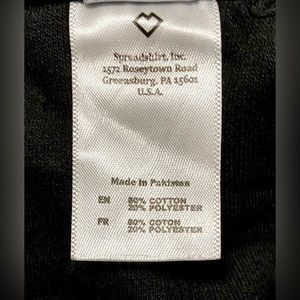 Spreadshirt, Inc.
1572 Roseytown Road
Greensburg, PA 15601
U.S.A.
Made in Pakistan
EN 80% COTTON
20% POLYESTER
FR 80% COTON
20% POLYESTER